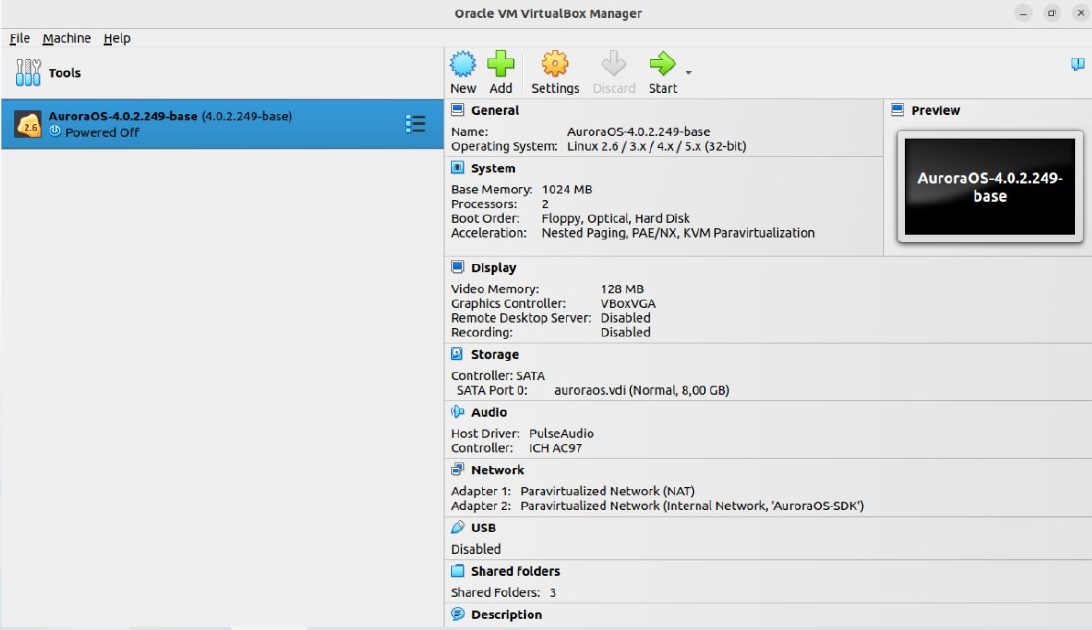 Oracle VM VirtualBox Manager
File Machine Help
Tools
New Add Settings Discard Start
2.6
AuroraOS-4.0.2.249-base (4.0.2.249-base)
Powered Off
General
Name: AuroraOS-4.0.2.249-base
Operating System: Linux 2.6 / 3.x / 4.x / 5.x (32-bit)
Preview
AuroraOS-4.0.2.249-
base
System
Base Memory: 1024 MB
Processors: 2
Boot Order: Floppy, Optical, Hard Disk
Acceleration: Nested Paging, PAE/NX, KVM Paravirtualization
Display
Video Memory: 128 MB
Graphics Controller: VBoxVGA
Remote Desktop Server: Disabled
Recording: Disabled
Storage
Controller: SATA
SATA Port 0: auroraos.vdi (Normal, 8,00 GB)
Audio
Host Driver: PulseAudio
Controller: ICH AC97
Network
Adapter 1: Paravirtualized Network (NAT)
Adapter 2: Paravirtualized Network (Internal Network, 'AuroraOS-SDK')
USB
Disabled
Shared folders
Shared Folders: 3
Description